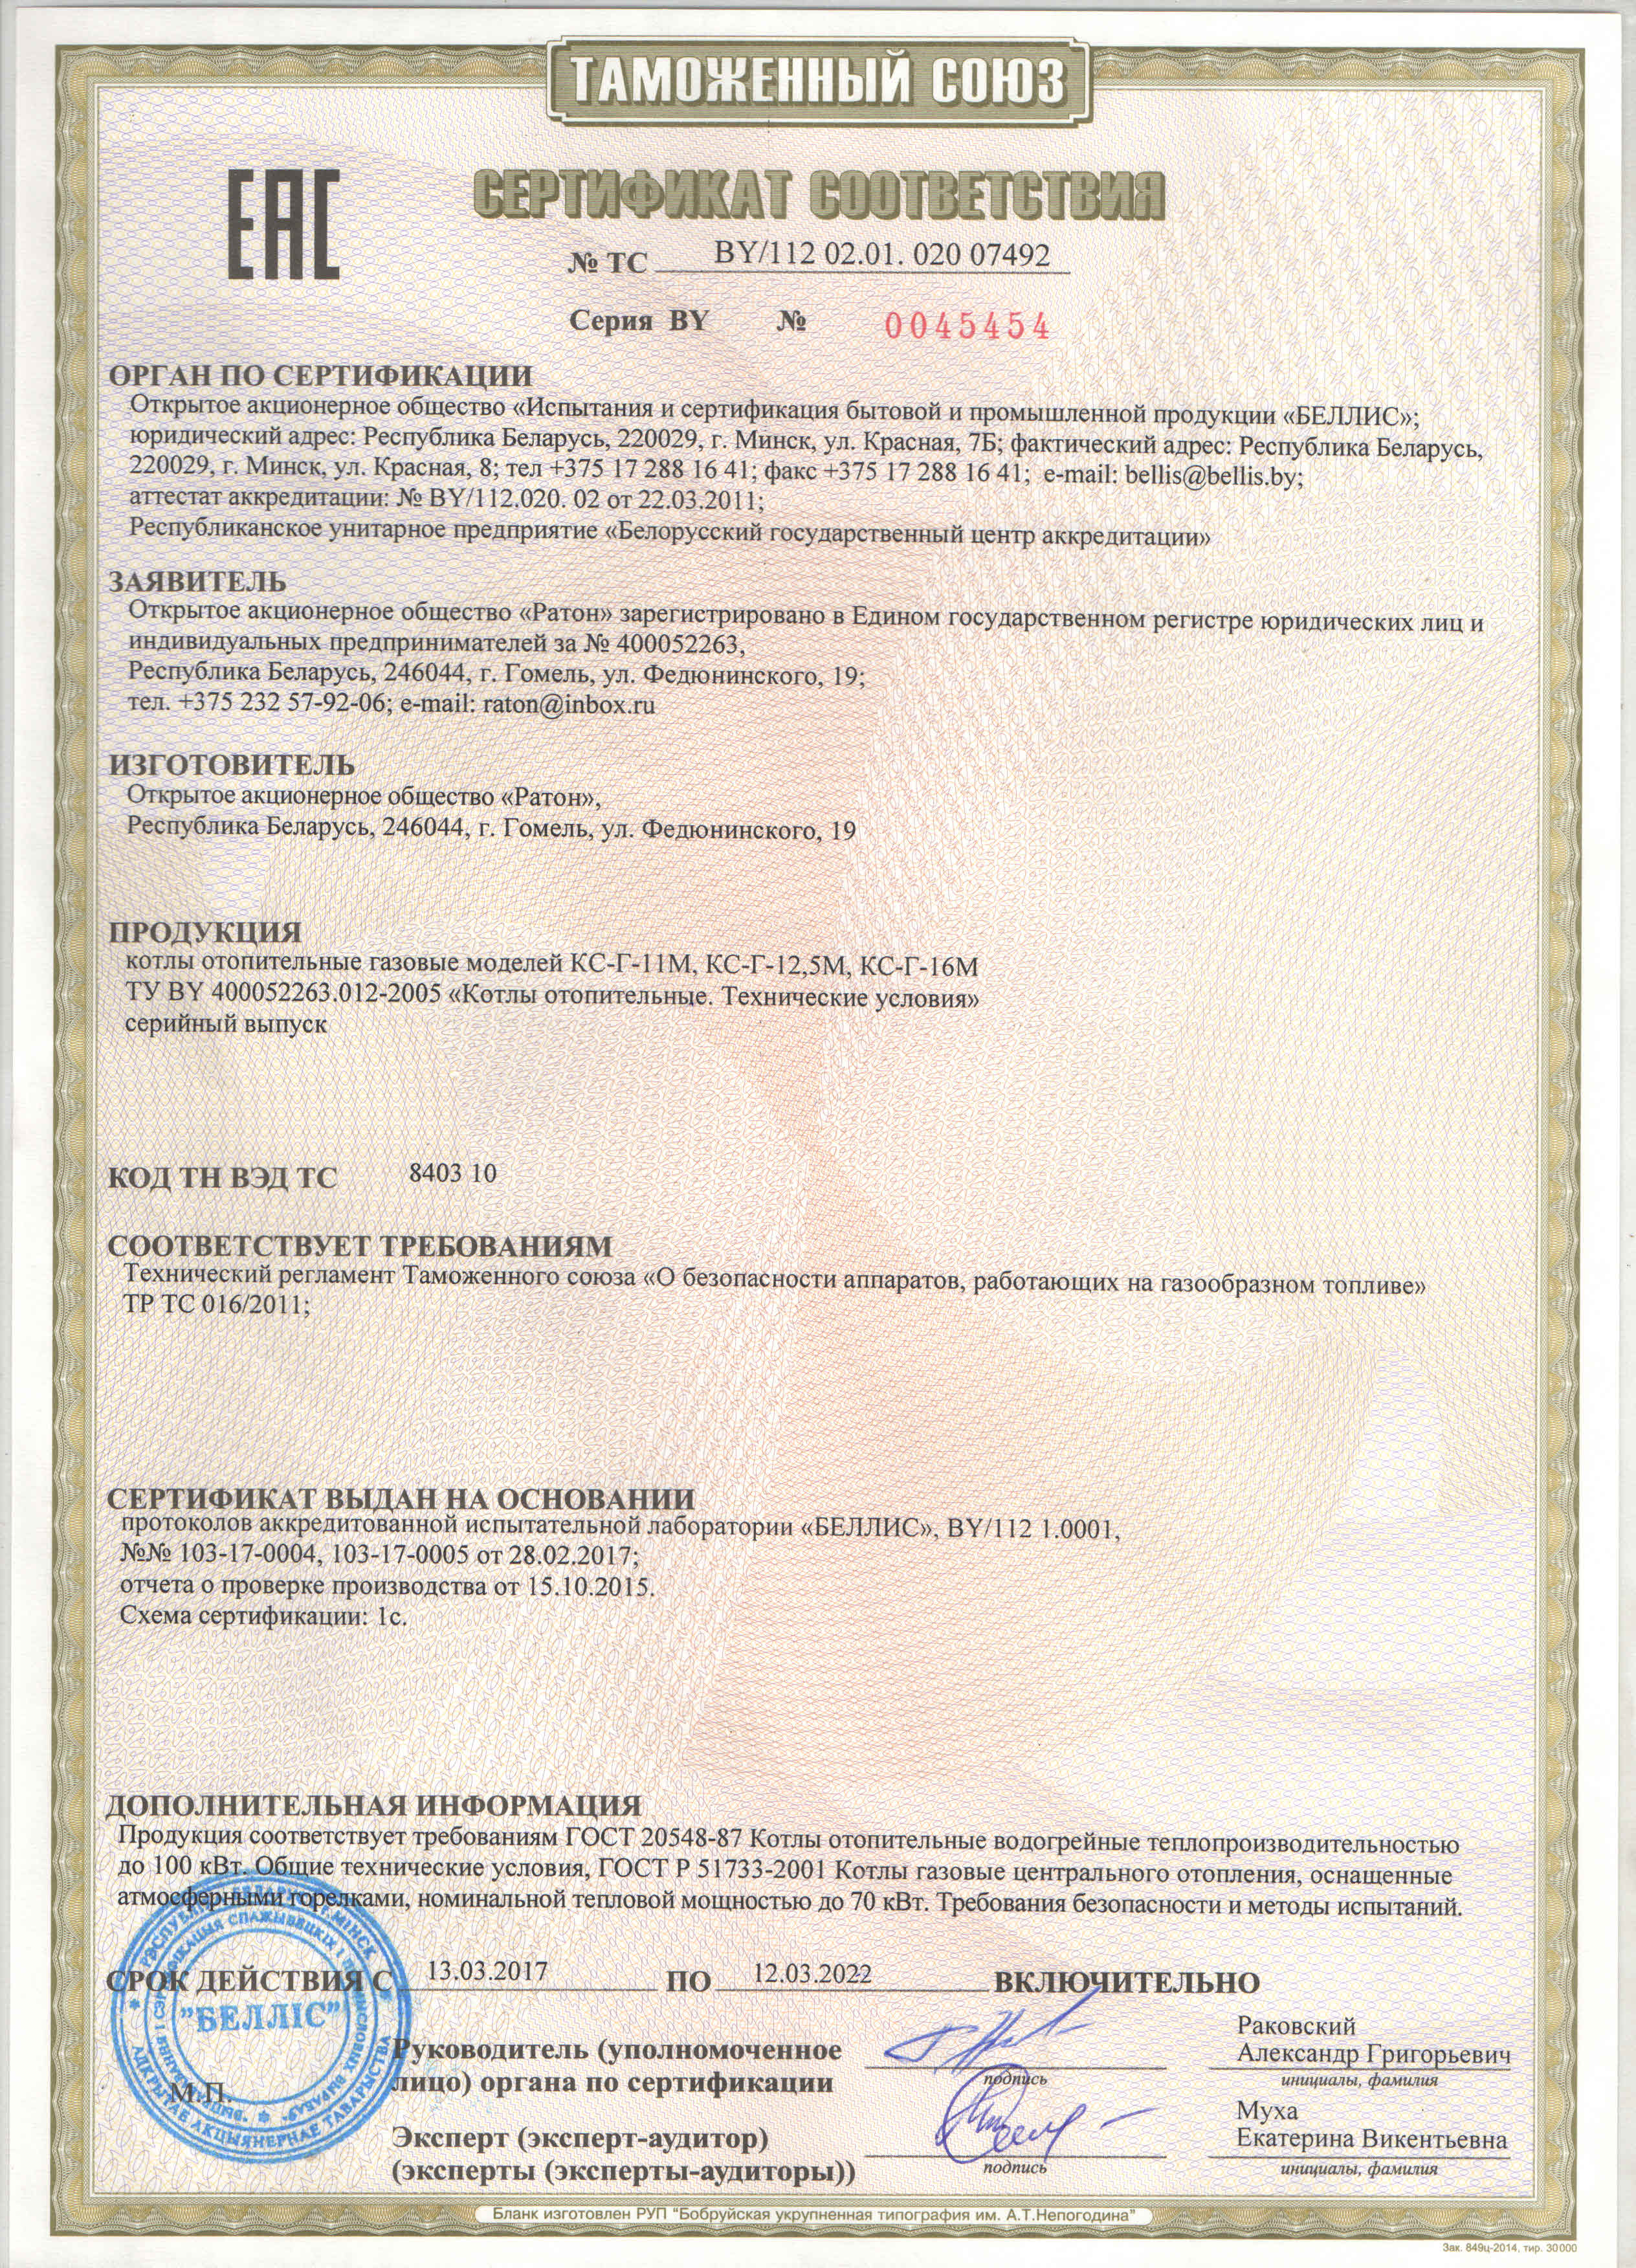 ТАМОЖЕННЫЙ СОЮЗ
ЕАС
СЕРТИФИКАТ СООТВЕТСТВИЯ
№ ТС BY/112 02.01. 020 07492
Серия BY № 0045454
ОРГАН ПО СЕРТИФИКАЦИИ
Открытое акционерное общество «Испытания и сертификация бытовой и промышленной продукции «БЕЛЛИС»;
юридический адрес: Республика Беларусь, 220029, г. Минск, ул. Красная, 7Б; фактический адрес: Республика Беларусь,
220029, г. Минск, ул. Красная, 8; тел +375 17 288 16 41; факс +375 17 288 16 41; e-mail: bellis@bellis.by;
аттестат аккредитации: № BY/112.020. 02 от 22.03.2011;
Республиканское унитарное предприятие «Белорусский государственный центр аккредитации»
ЗАЯВИТЕЛЬ
Открытое акционерное общество «Ратон» зарегистрировано в Едином государственном регистре юридических лиц и
индивидуальных предпринимателей за № 400052263,
Республика Беларусь, 246044, г. Гомель, ул. Федюнинского, 19;
тел. +375 232 57-92-06; e-mail: raton@inbox.ru
ИЗГОТОВИТЕЛЬ
Открытое акционерное общество «Ратон»,
Республика Беларусь, 246044, г. Гомель, ул. Федюнинского, 19
ПРОДУКЦИЯ
котлы отопительные газовые моделей КС-Г-11М, КС-Г-12,5М, КС-Г-16М
ТУ BY 400052263.012-2005 «Котлы отопительные. Технические условия»
серийный выпуск
КОД ТН ВЭД ТС 8403 10
СООТВЕТСТВУЕТ ТРЕБОВАНИЯМ
Технический регламент Таможенного союза «О безопасности аппаратов, работающих на газообразном топливе»
ТР ТС 016/2011;
СЕРТИФИКАТ ВЫДАН НА ОСНОВАНИИ
протоколов аккредитованной испытательной лаборатории «БЕЛЛИС», BY/112 1.0001,
№№ 103-17-0004, 103-17-0005 от 28.02.2017;
отчета о проверке производства от 15.10.2015.
Схема сертификации: 1с.
ДОПОЛНИТЕЛЬНАЯ ИНФОРМАЦИЯ
Продукция соответствует требованиям ГОСТ 20548-87 Котлы отопительные водогрейные теплопроизводительностью
до 100 кВт. Общие технические условия, ГОСТ Р 51733-2001 Котлы газовые центрального отопления, оснащенные
атмосферными горелками, номинальной тепловой мощностью до 70 кВт. Требования безопасности и методы испытаний.
СРОК ДЕЙСТВИЯ С 13.03.2017 ПО 12.03.2022 ВКЛЮЧИТЕЛЬНО
"БЕЛЛІС"
АДКРЫТАЕ АКЦЫЯНЕРНАЕ ТАВАРЫСТВА
М.П.
Руководитель (уполномоченное
лицо) органа по сертификации
подпись
Раковский
Александр Григорьевич
инициалы, фамилия
Эксперт (эксперт-аудитор)
(эксперты (эксперты-аудиторы))
подпись
Муха
Екатерина Викентьевна
инициалы, фамилия
Бланк изготовлен РУП "Бобруйская укрупненная типография им. А.Т.Непогодина"
Зак. 849ц-2014, тир. 30000